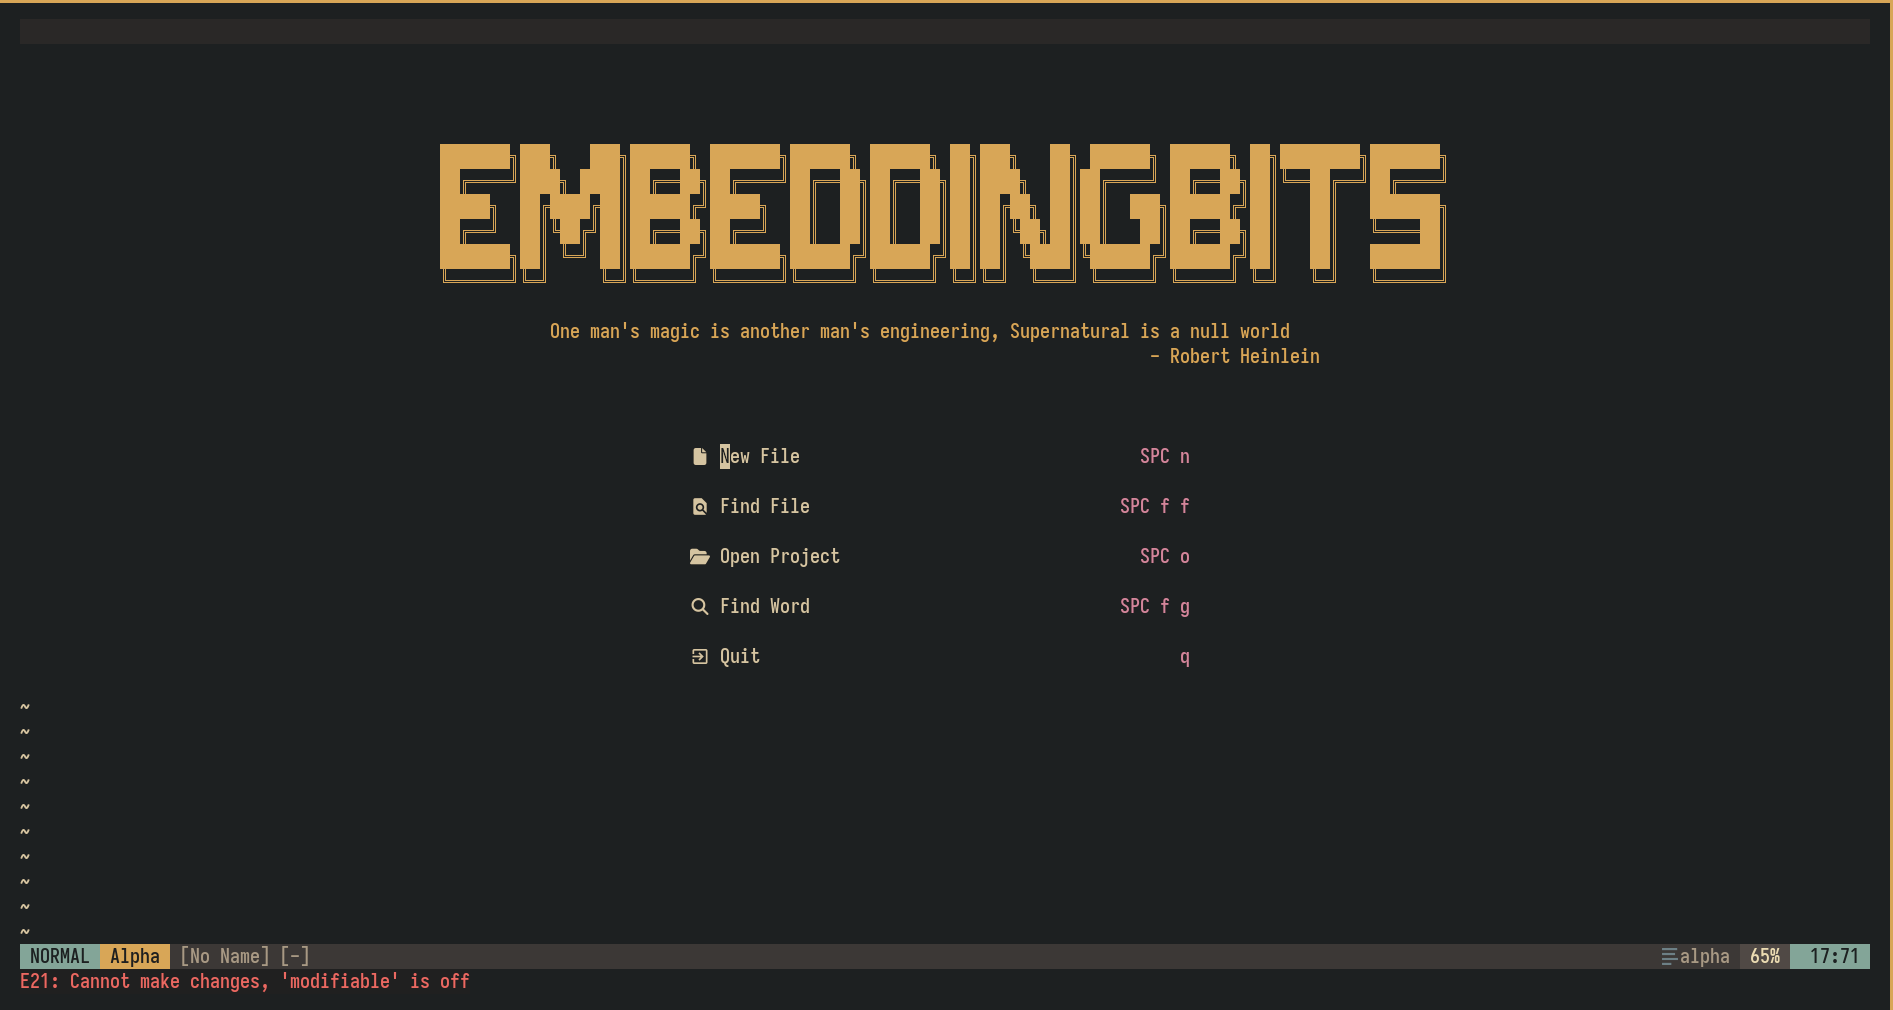 EMBEDDINGBITS
One man's magic is another man's engineering, Supernatural is a null world
- Robert Heinlein
New File SPC n
Find File SPC f f
Open Project SPC o
Find Word SPC f g
Quit q
~
~
~
~
~
~
~
~
~
~
NORMAL Alpha [No Name] [-] alpha 65% 17:71
E21: Cannot make changes, 'modifiable' is off